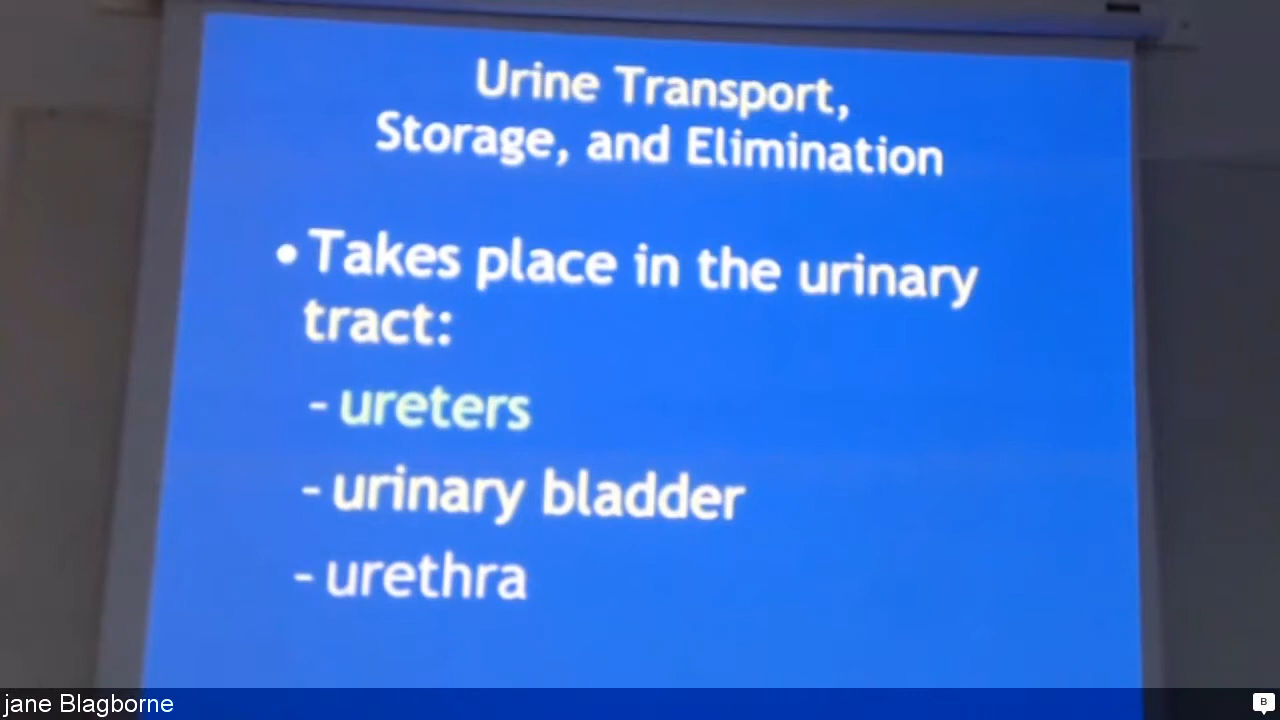 Urine Transport,
Storage, and Elimination
• Takes place in the urinary
tract:
- ureters
- urinary bladder
- urethra
jane Blagborne
B